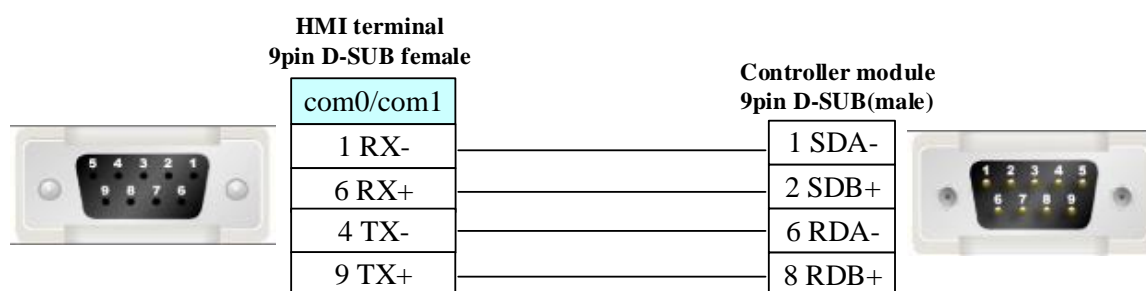 HMI terminal
9pin D-SUB female
Controller module
9pin D-SUB(male)
com0/com1
1 RX-
1 SDA-
5 4 3 2 1
9 8 7 6
1 2 3 4 5
6 7 8 9
6 RX+
2 SDB+
4 TX-
6 RDA-
9 TX+
8 RDB+